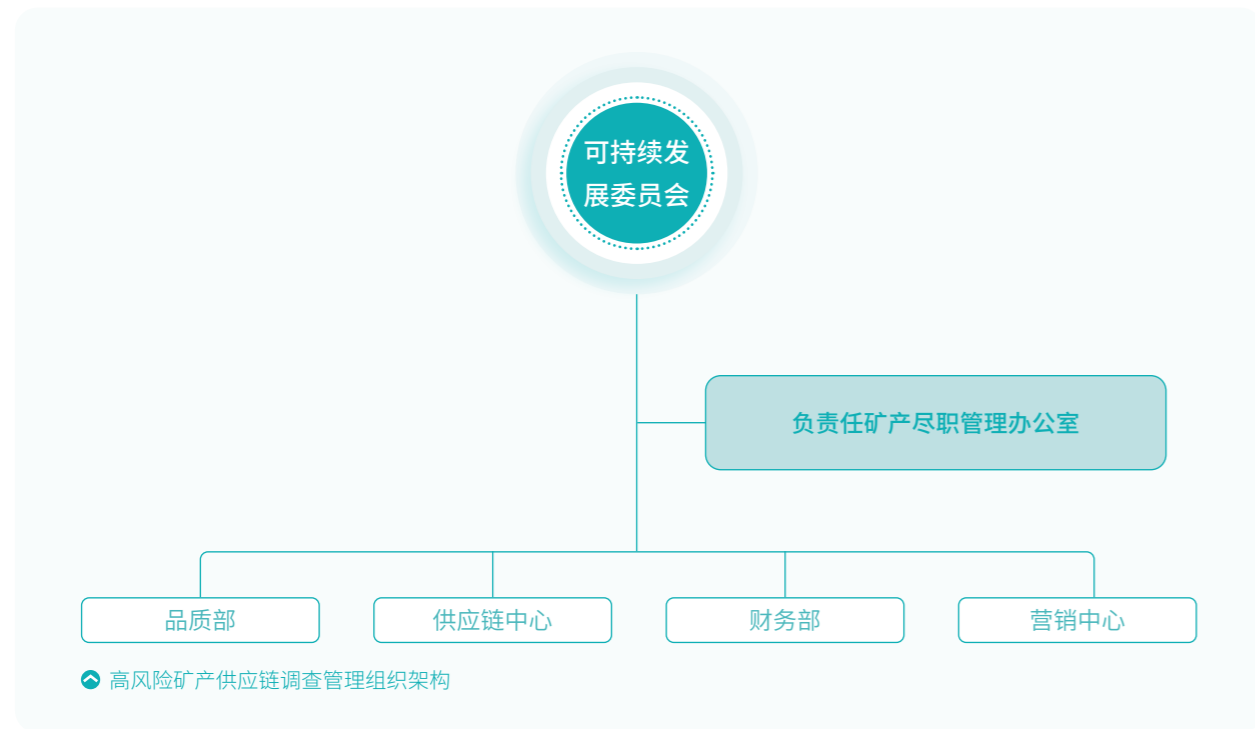 可持续发
展委员会
负责任矿产尽职管理办公室
品质部
供应链中心
财务部
营销中心
高风险矿产供应链调查管理组织架构